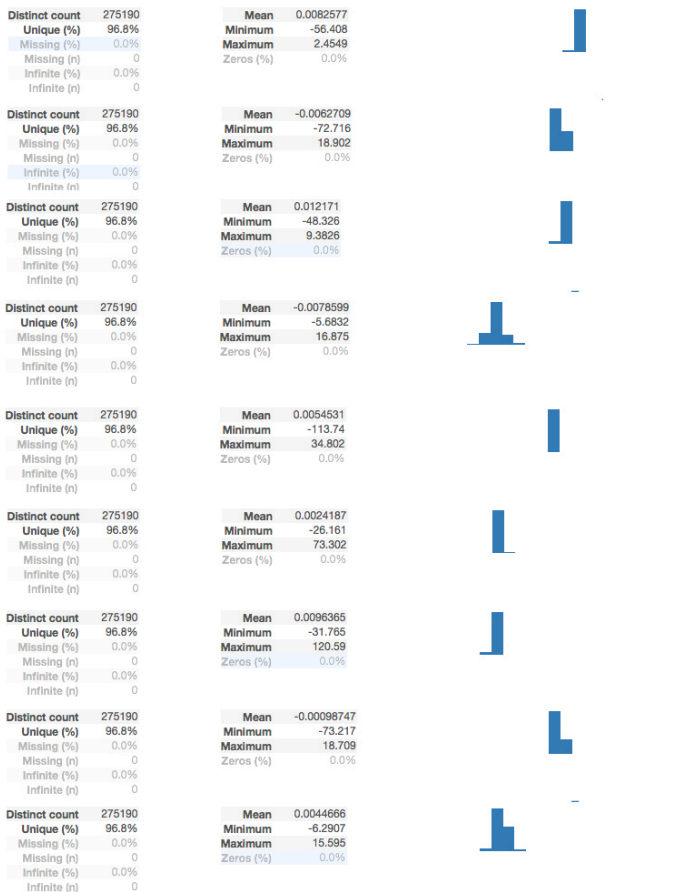 Distinct count 275190 Mean 0.0082577
Unique (%) 96.8% Minimum -56.408
Missing (%) 0.0% Maximum 2.4549
Missing (n) 0 Zeros (%) 0.0%
Infinite (%) 0.0%
Infinite (n) 0
Distinct count 275190 Mean -0.0062709
Unique (%) 96.8% Minimum -72.716
Missing (%) 0.0% Maximum 18.902
Missing (n) 0 Zeros (%) 0.0%
Infinite (%) 0.0%
Infinite (n) 0
Distinct count 275190 Mean 0.012171
Unique (%) 96.8% Minimum -48.326
Missing (%) 0.0% Maximum 9.3826
Missing (n) 0 Zeros (%) 0.0%
Infinite (%) 0.0%
Infinite (n) 0
Distinct count 275190 Mean -0.0078599
Unique (%) 96.8% Minimum -5.6832
Missing (%) 0.0% Maximum 16.875
Missing (n) 0 Zeros (%) 0.0%
Infinite (%) 0.0%
Infinite (n) 0
Distinct count 275190 Mean 0.0054531
Unique (%) 96.8% Minimum -113.74
Missing (%) 0.0% Maximum 34.802
Missing (n) 0 Zeros (%) 0.0%
Infinite (%) 0.0%
Infinite (n) 0
Distinct count 275190 Mean 0.0024187
Unique (%) 96.8% Minimum -26.161
Missing (%) 0.0% Maximum 73.302
Missing (n) 0 Zeros (%) 0.0%
Infinite (%) 0.0%
Infinite (n) 0
Distinct count 275190 Mean 0.0096365
Unique (%) 96.8% Minimum -31.765
Missing (%) 0.0% Maximum 120.59
Missing (n) 0 Zeros (%) 0.0%
Infinite (%) 0.0%
Infinite (n) 0
Distinct count 275190 Mean -0.00098747
Unique (%) 96.8% Minimum -73.217
Missing (%) 0.0% Maximum 18.709
Missing (n) 0 Zeros (%) 0.0%
Infinite (%) 0.0%
Infinite (n) 0
Distinct count 275190 Mean 0.0044666
Unique (%) 96.8% Minimum -6.2907
Missing (%) 0.0% Maximum 15.595
Missing (n) 0 Zeros (%) 0.0%
Infinite (%) 0.0%
Infinite (n) 0